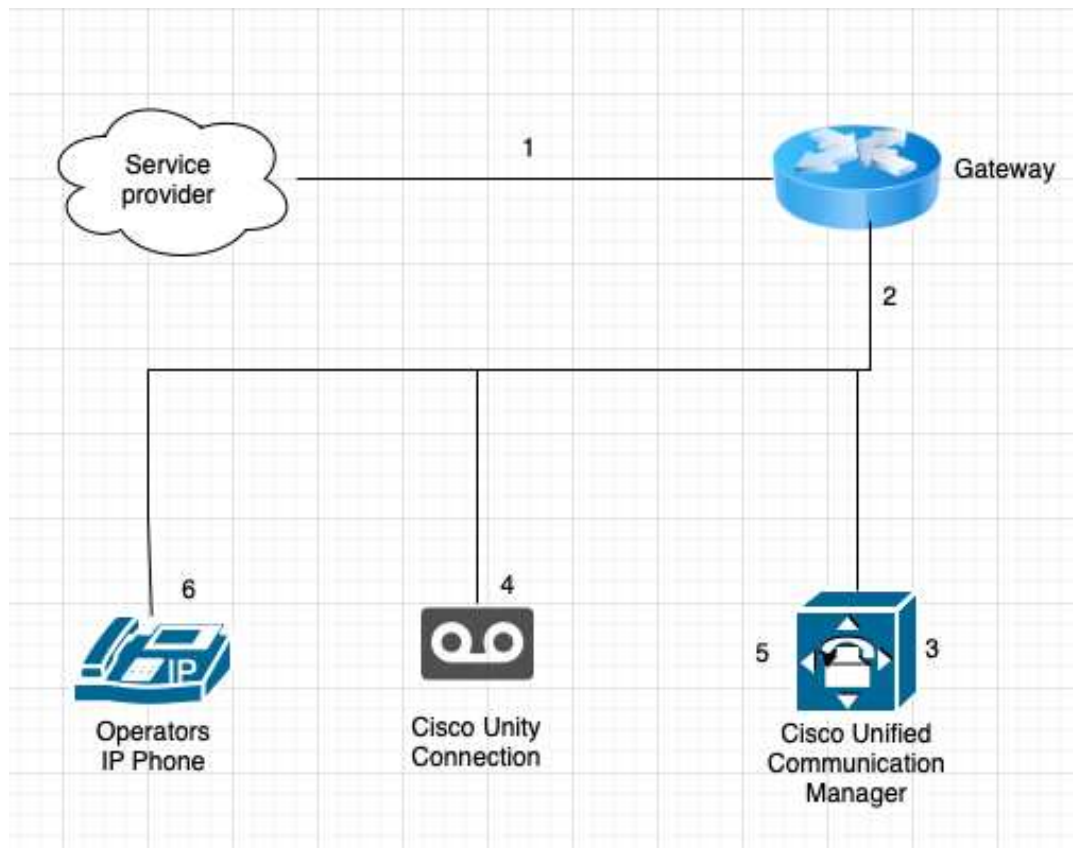 Service
provider
1
Gateway
2
6
4
5
3
IP
Operators
IP Phone
Cisco Unity
Connection
Cisco Unified
Communication
Manager